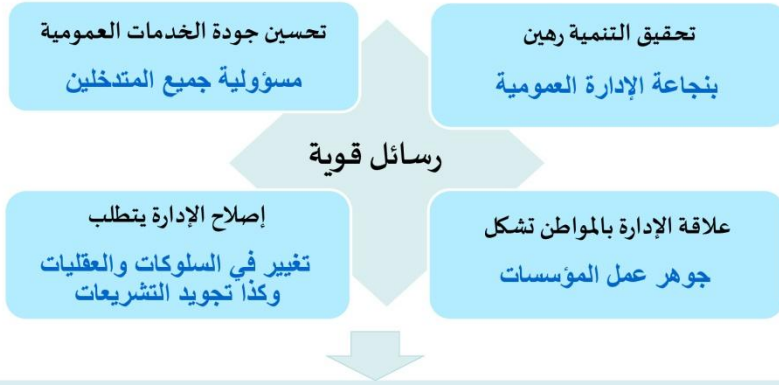 تحقيق التنمية رهين
بنجاعة الإدارة العمومية
تحسين جودة الخدمات العمومية
مسؤولية جميع المتدخلين
رسائل قوية
علاقة الإدارة بالمواطن تشكل
جوهر عمل المؤسسات
إصلاح الإدارة يتطلب
تغيير في السلوكات والعقليات
وكذا تجويد التشريعات